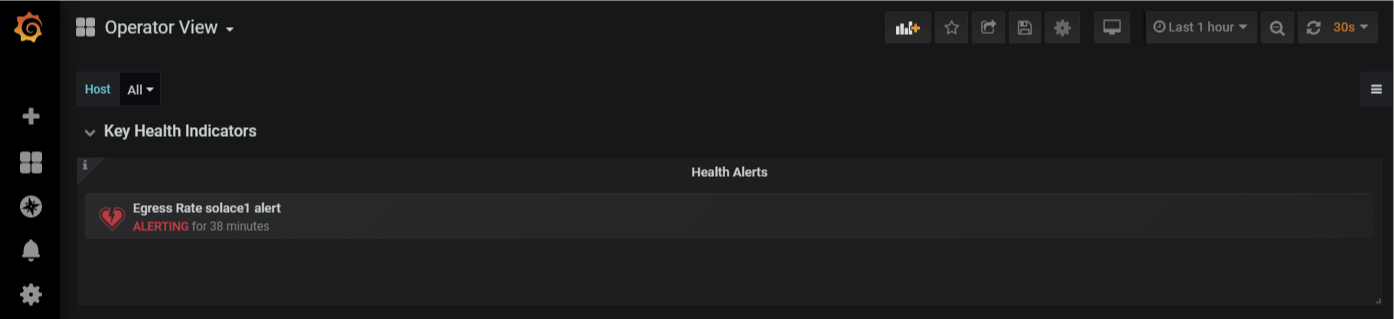 Operator View
Last 1 hour
30s
Host
All
Key Health Indicators
i
Health Alerts
Egress Rate solace1 alert
ALERTING for 38 minutes